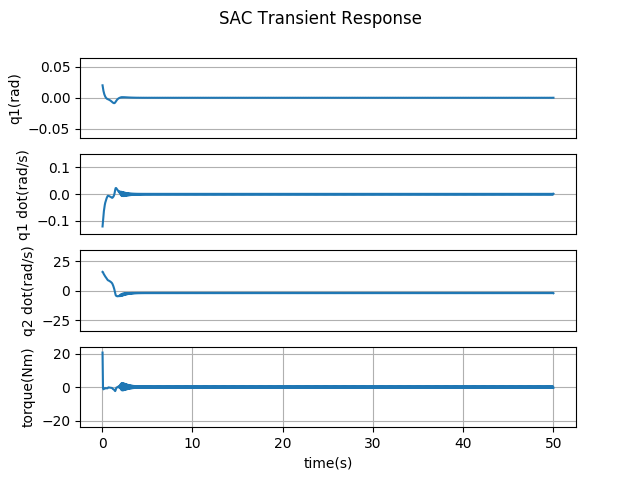 SAC Transient Response
0.05
0.00
−0.05
q1(rad)
0.1
0.0
−0.1
q1 dot(rad/s)
25
0
−25
q2 dot(rad/s)
20
0
−20
torque(Nm)
0 10 20 30 40 50
time(s)